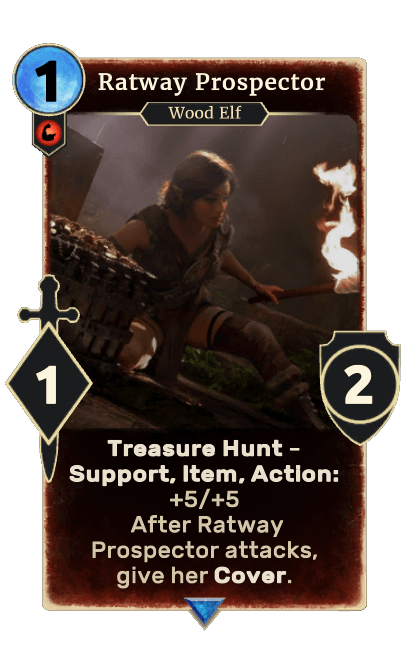 1
Ratway Prospector
Wood Elf
1
2
Treasure Hunt –
Support, Item, Action:
+5/+5
After Ratway
Prospector attacks,
give her Cover.